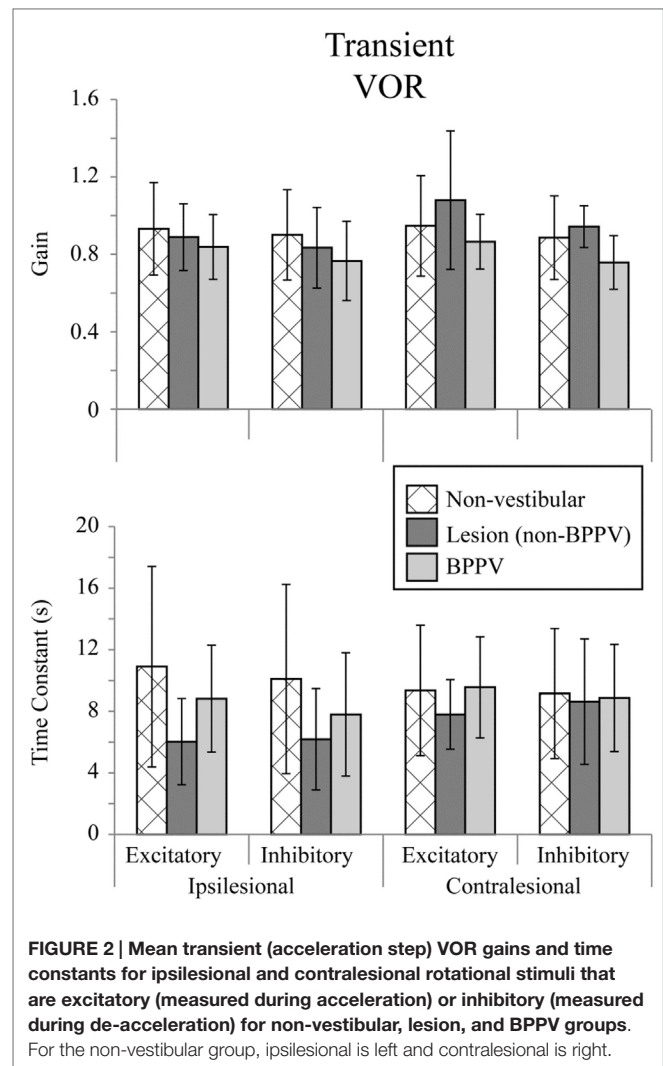 Transient
VOR
1.6
1.2
0.8
0.4
0
Gain
Non-vestibular
Lesion (non-BPPV)
BPPV
20
16
12
8
4
0
Time Constant (s)
Excitatory Inhibitory Excitatory Inhibitory
Ipsilesional Contralesional
FIGURE 2 | Mean transient (acceleration step) VOR gains and time
constants for ipsilesional and contralesional rotational stimuli that
are excitatory (measured during acceleration) or inhibitory (measured
during de-acceleration) for non-vestibular, lesion, and BPPV groups.
For the non-vestibular group, ipsilesional is left and contralesional is right.